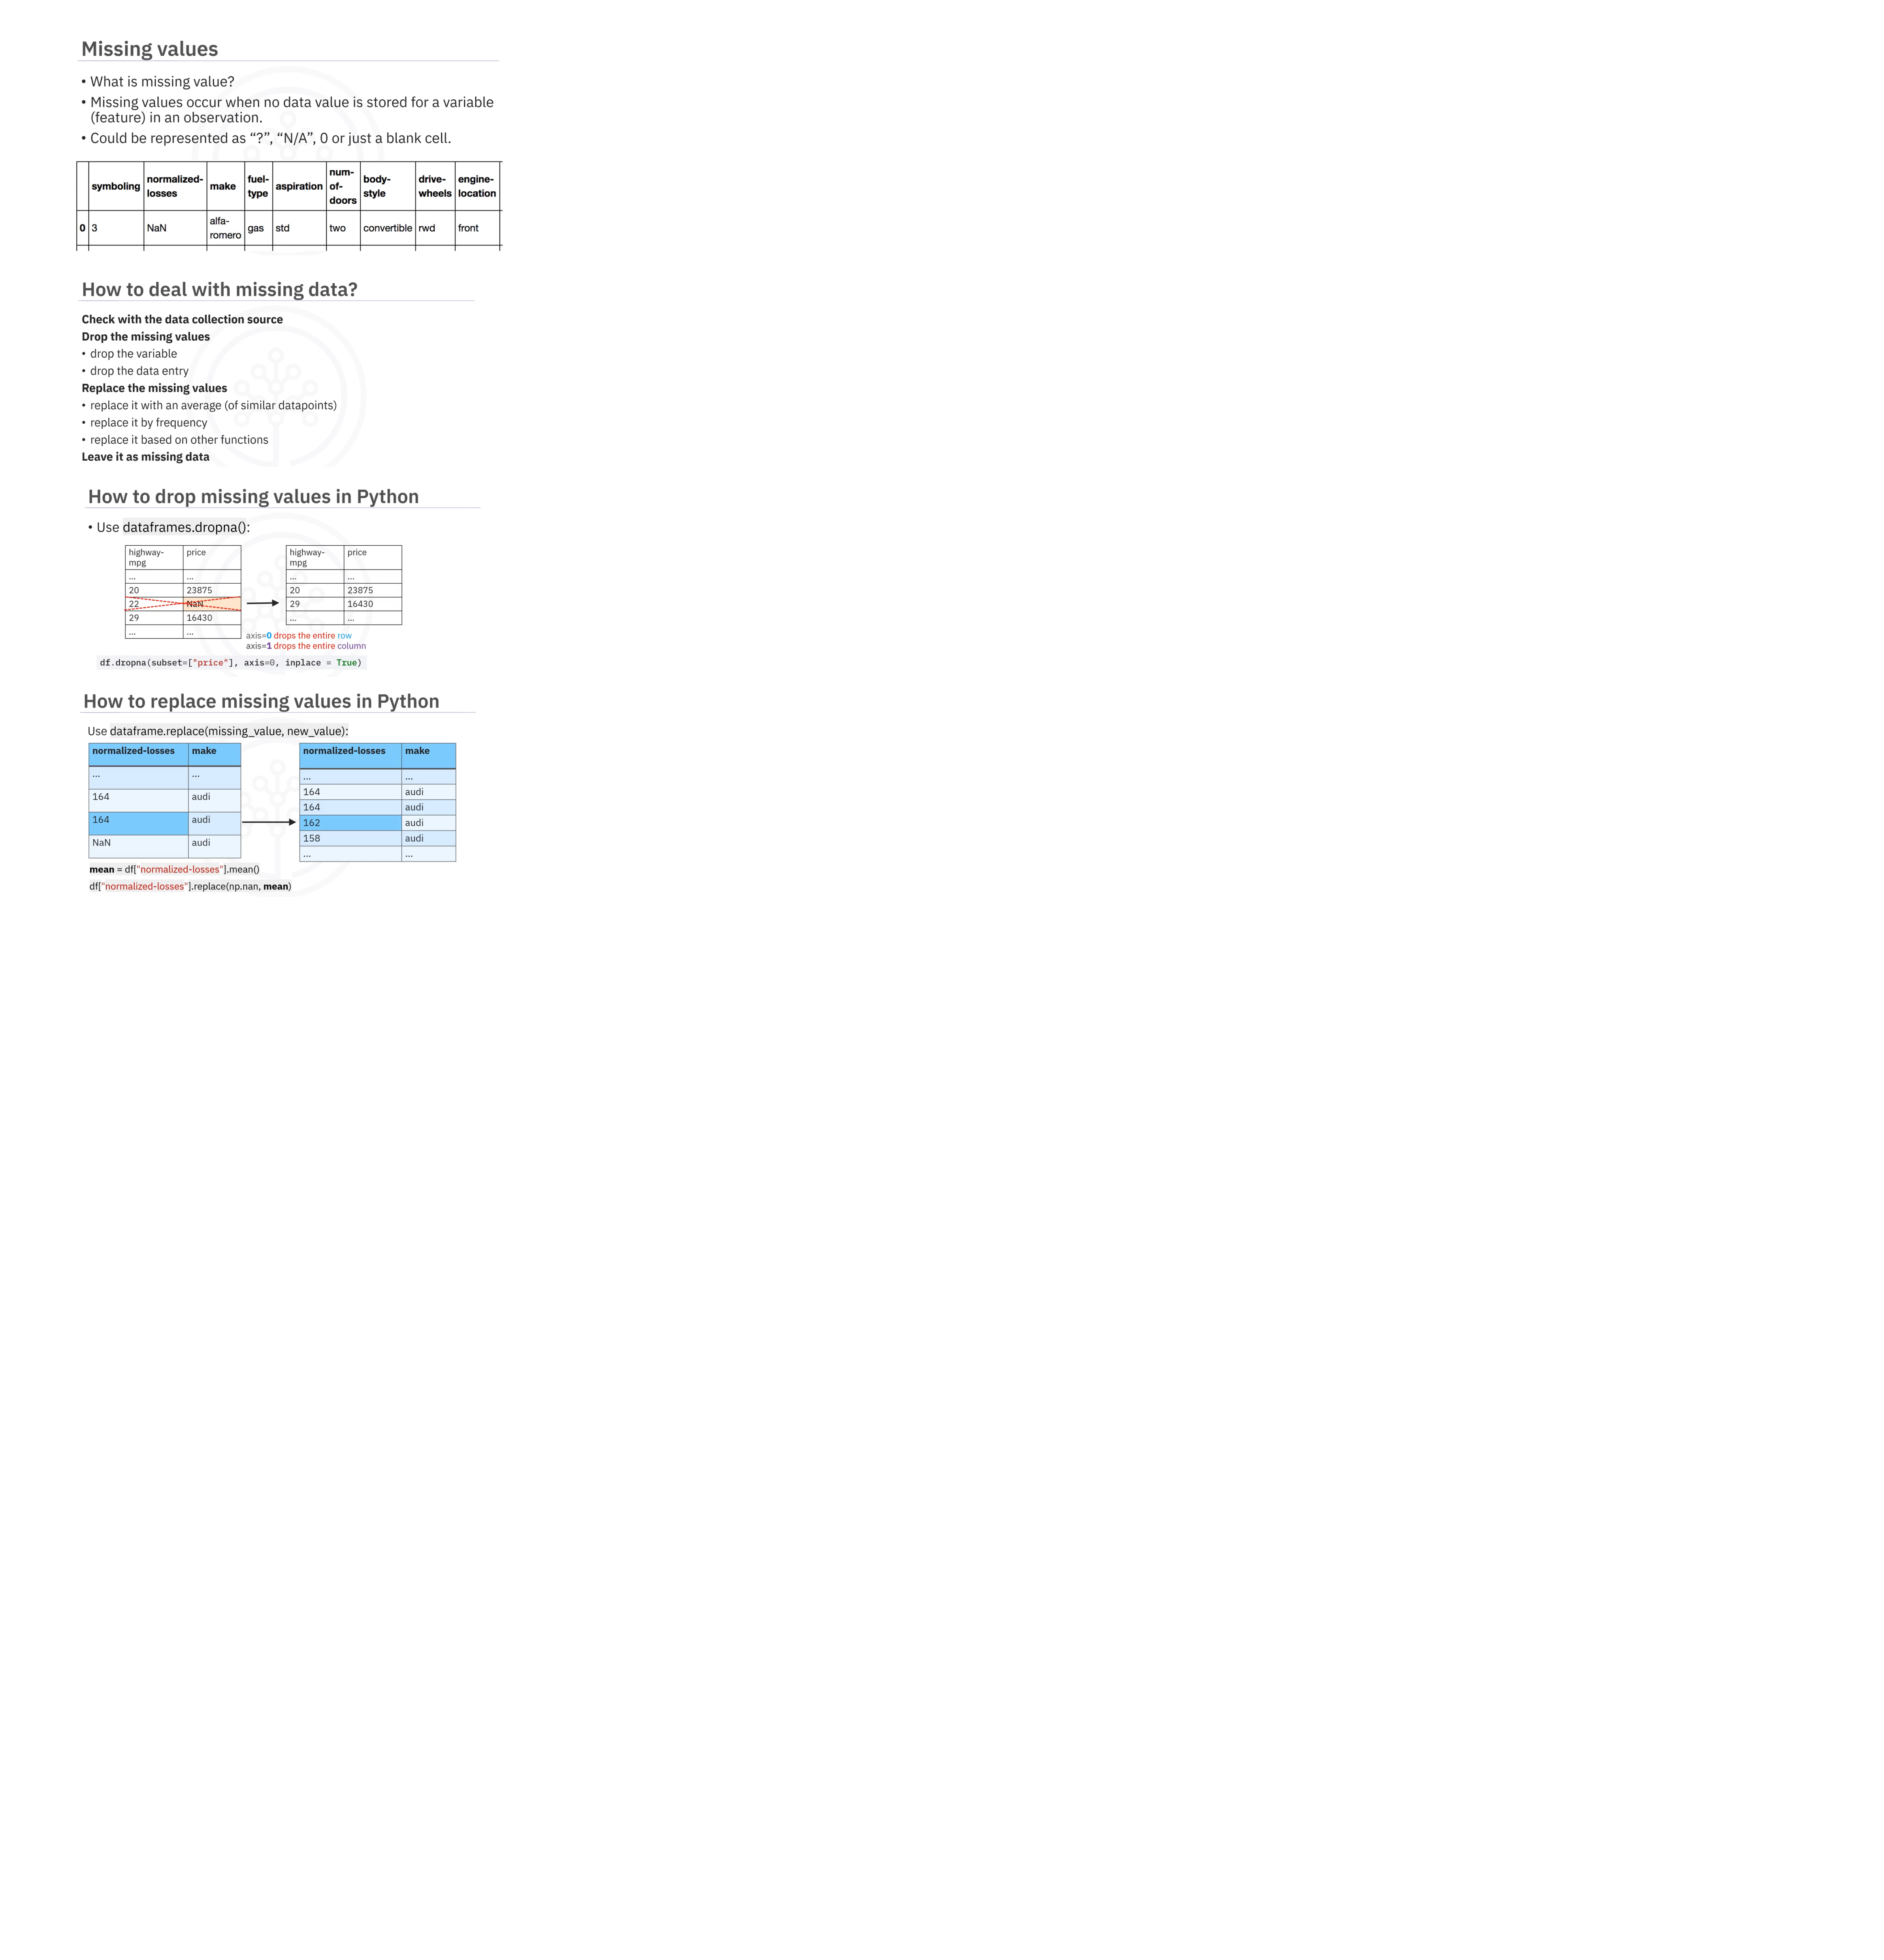 Missing values
• What is missing value?
• Missing values occur when no data value is stored for a variable
(feature) in an observation.
• Could be represented as “?”, “N/A”, 0 or just a blank cell.
symboling normalized-losses make fuel-type aspiration num-of-doors body-style drive-wheels engine-location
0 3 NaN alfa-romero gas std two convertible rwd front
How to deal with missing data?
Check with the data collection source
Drop the missing values
• drop the variable
• drop the data entry
Replace the missing values
• replace it with an average (of similar datapoints)
• replace it by frequency
• replace it based on other functions
Leave it as missing data
How to drop missing values in Python
• Use dataframes.dropna():
highway-mpg price
... ...
20 23875
22 NaN
29 16430
... ...
highway-mpg price
... ...
20 23875
29 16430
... ...
axis=0 drops the entire row
axis=1 drops the entire column
df.dropna(subset=["price"], axis=0, inplace = True)
How to replace missing values in Python
Use dataframe.replace(missing_value, new_value):
normalized-losses make
... ...
164 audi
164 audi
NaN audi
normalized-losses make
... ...
164 audi
164 audi
162 audi
158 audi
... ...
mean = df["normalized-losses"].mean()
df["normalized-losses"].replace(np.nan, mean)